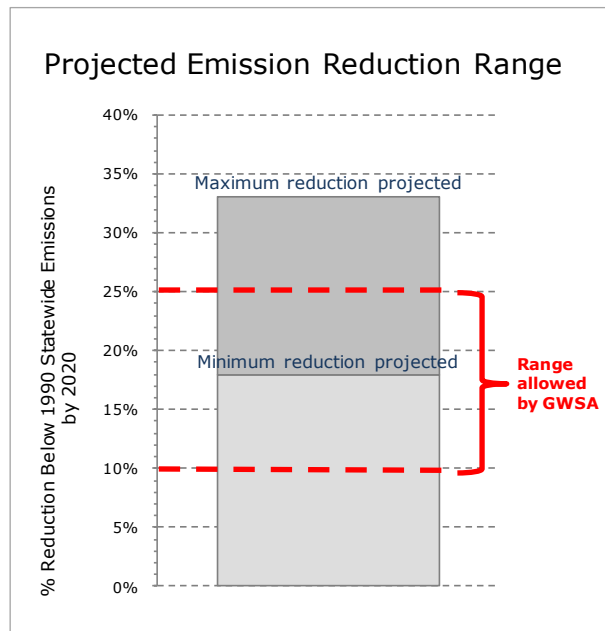 Projected Emission Reduction Range
% Reduction Below 1990 Statewide Emissions
by 2020
40%
35%
30%
25%
20%
15%
10%
5%
0%
Maximum reduction projected
Minimum reduction projected
Range
allowed
by GWSA